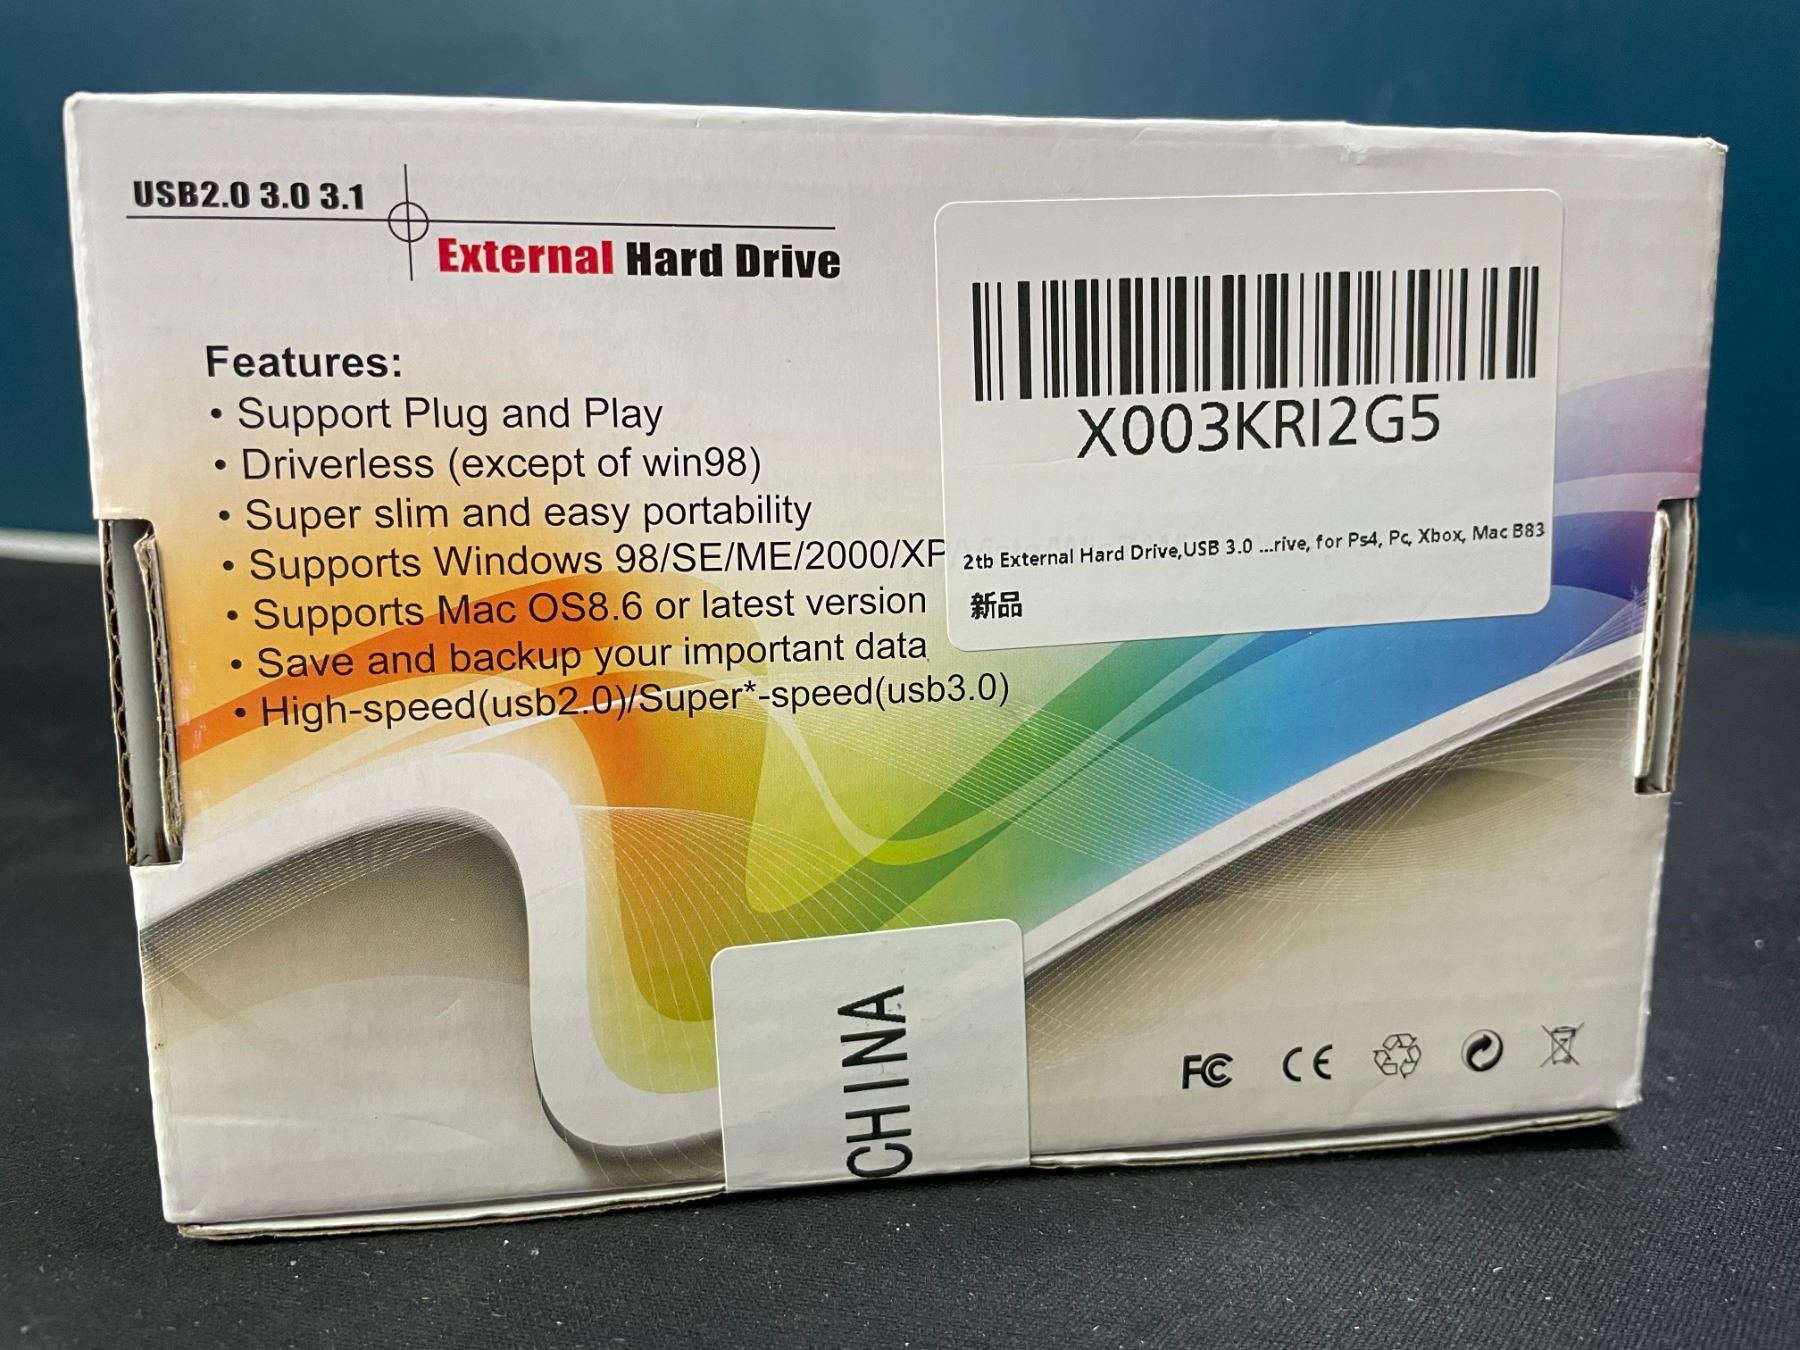 USB2.0 3.0 3.1
External Hard Drive
Features:
• Support Plug and Play
• Driverless (except of win98)
• Super slim and easy portability
• Supports Windows 98/SE/ME/2000/XP
• Supports Mac OS8.6 or latest version
• Save and backup your important data
• High-speed(usb2.0)/Super*-speed(usb3.0)
X003KRI2G5
2tb External Hard Drive,USB 3.0 ...rive, for Ps4, Pc, Xbox, Mac B83
新品
CHINA
FC CE